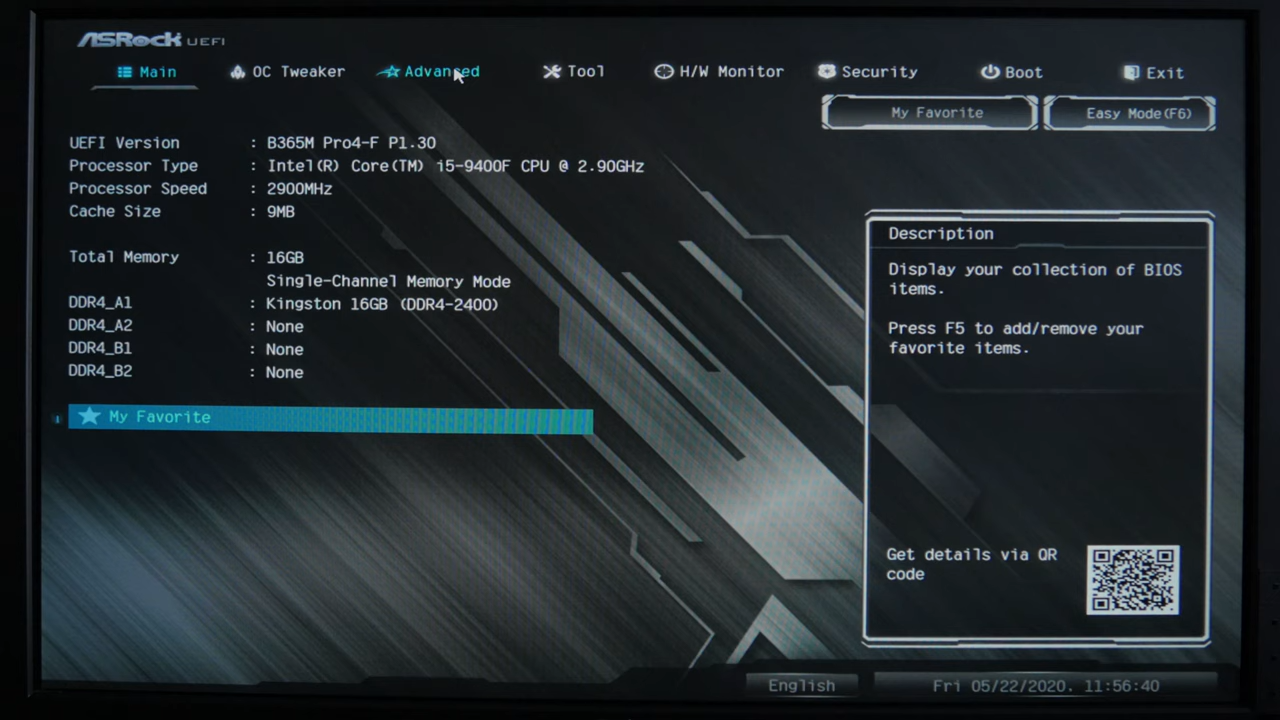 ASRock UEFI
Main OC Tweaker Advanced Tool H/W Monitor Security Boot Exit
My Favorite Easy Mode(F6)
UEFI Version : B365M Pro4-F P1.30
Processor Type : Intel(R) Core(TM) i5-9400F CPU @ 2.90GHz
Processor Speed : 2900MHz
Cache Size : 9MB
Total Memory : 16GB
Single-Channel Memory Mode
DDR4_A1 : Kingston 16GB (DDR4-2400)
DDR4_A2 : None
DDR4_B1 : None
DDR4_B2 : None
My Favorite
Description
Display your collection of BIOS
items.
Press F5 to add/remove your
favorite items.
Get details via QR
code
English Fri 05/22/2020. 11:56:40